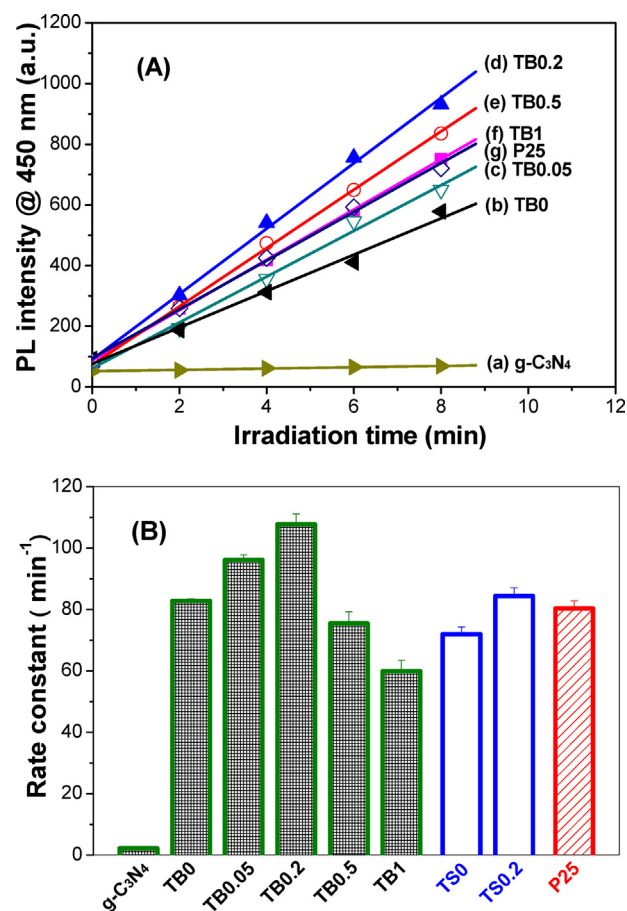 (A)
PL intensity @ 450 nm (a.u.)
1200
1000
800
600
400
200
0
(d) TB0.2
(e) TB0.5
(f) TB1
(g) P25
(c) TB0.05
(b) TB0
(a) g-C₃N₄
0 2 4 6 8 10 12
Irradiation time (min)
(B)
Rate constant ( min⁻¹)
120
100
80
60
40
20
0
g-C₃N₄ TB0 TB0.05 TB0.2 TB0.5 TB1 TS0 TS0.2 P25